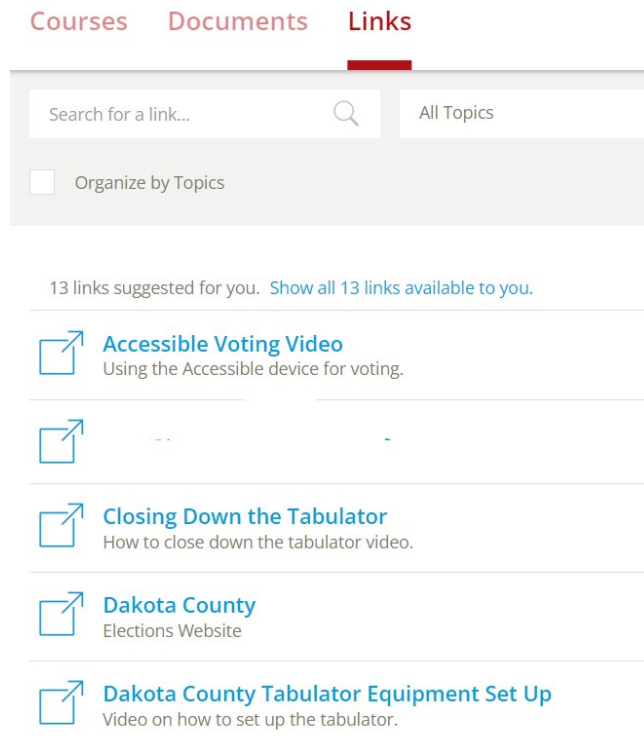 Courses Documents Links
Search for a link... All Topics
Organize by Topics
13 links suggested for you. Show all 13 links available to you.
Accessible Voting Video
Using the Accessible device for voting.
Closing Down the Tabulator
How to close down the tabulator video.
Dakota County
Elections Website
Dakota County Tabulator Equipment Set Up
Video on how to set up the tabulator.